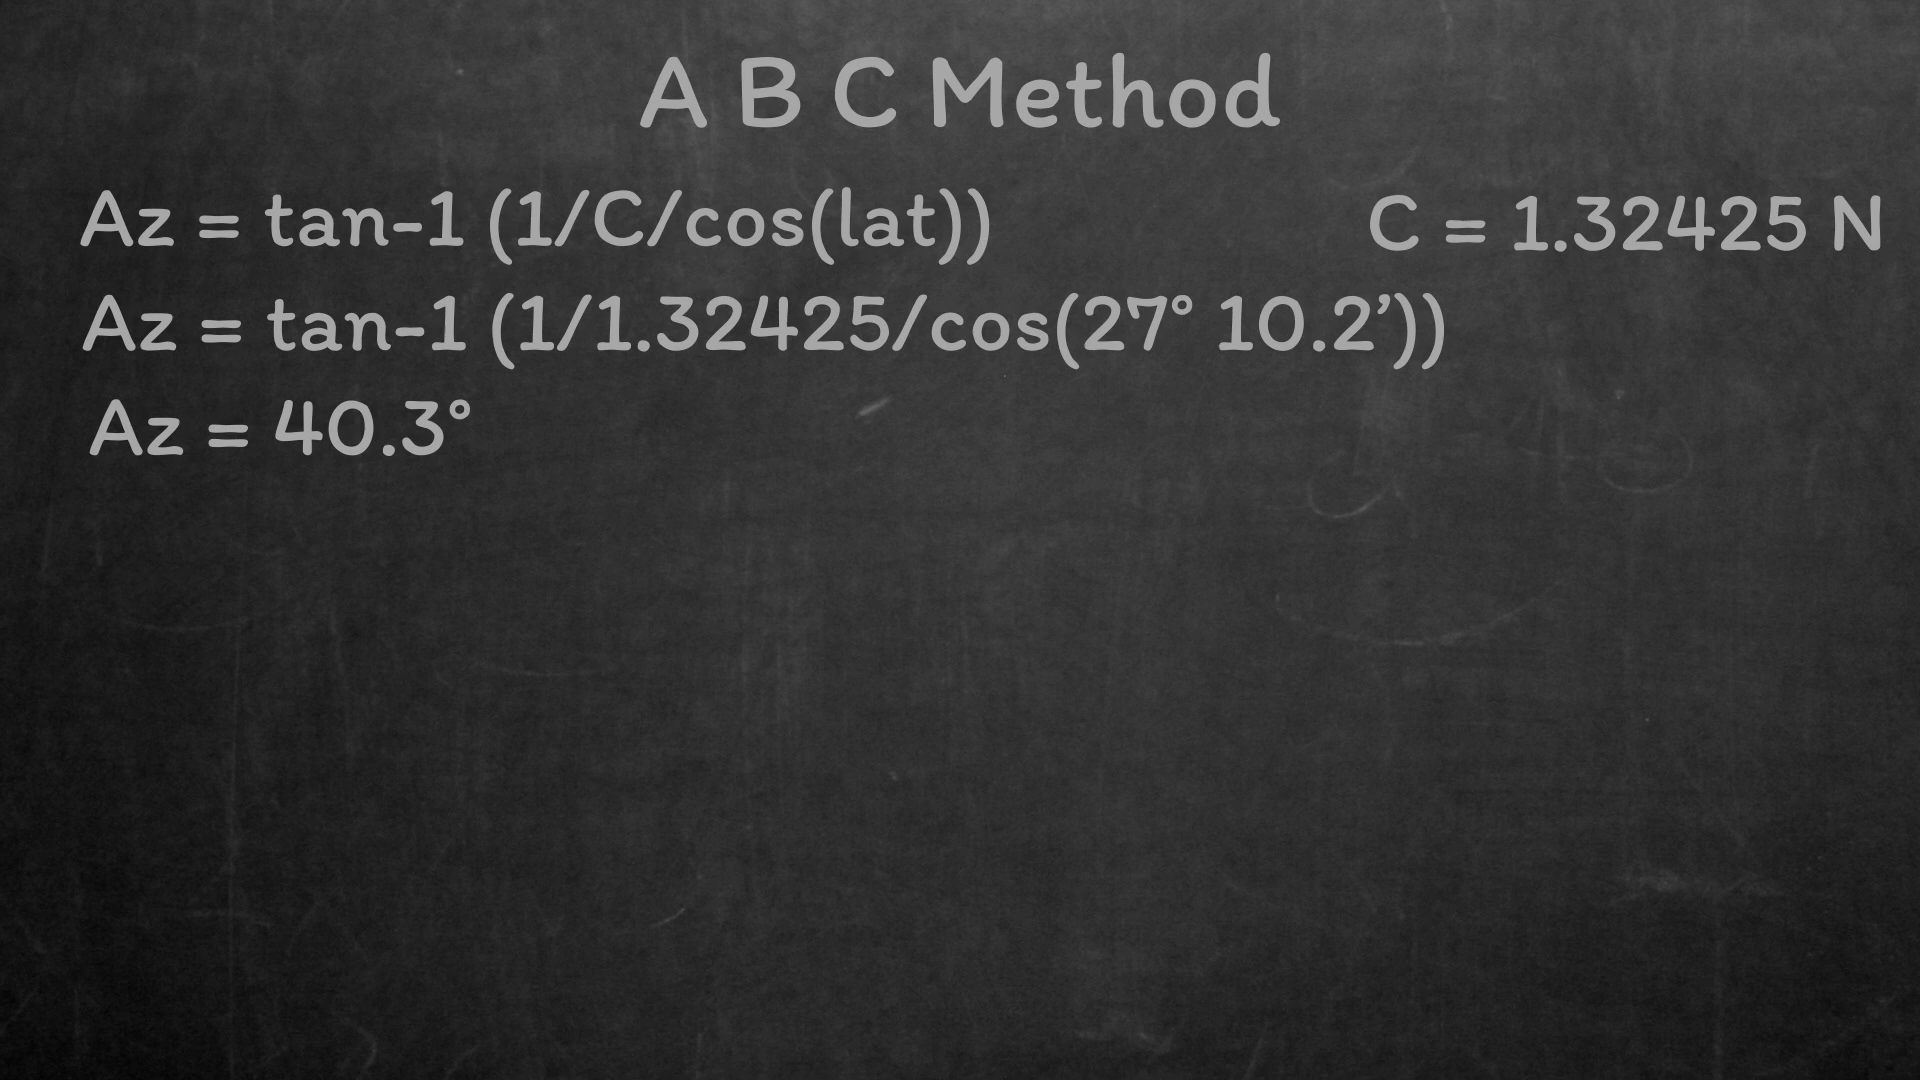 A B C Method
Az = tan-1 (1/C/cos(lat))
C = 1.32425 N
Az = tan-1 (1/1.32425/cos(27° 10.2’))
Az = 40.3°